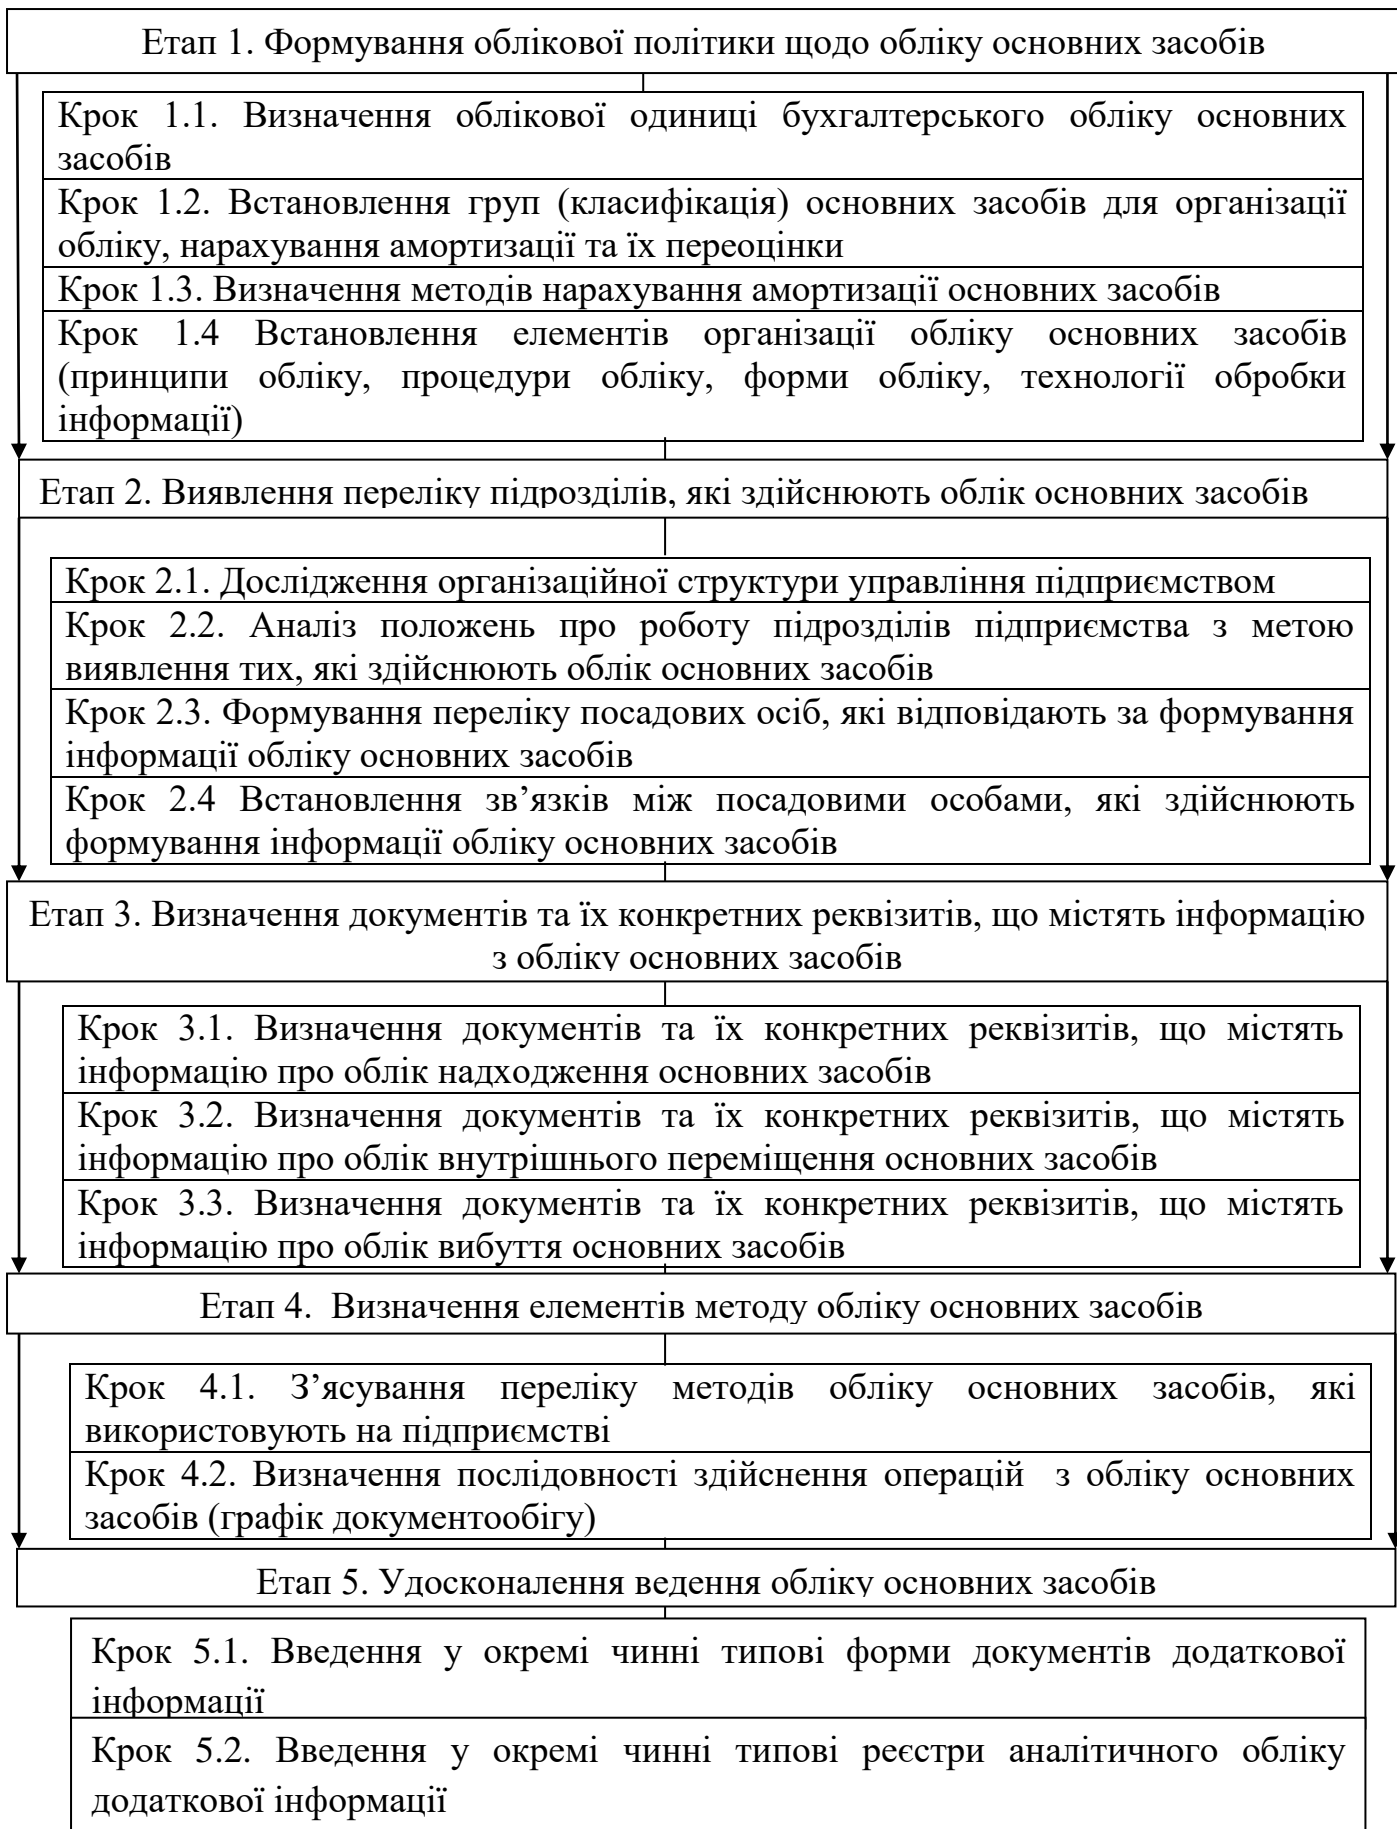 Етап 1. Формування облікової політики щодо обліку основних засобів
Крок 1.1. Визначення облікової одиниці бухгалтерського обліку основних
засобів
Крок 1.2. Встановлення груп (класифікація) основних засобів для організації
обліку, нарахування амортизації та їх переоцінки
Крок 1.3. Визначення методів нарахування амортизації основних засобів
Крок 1.4 Встановлення елементів організації обліку основних засобів
(принципи обліку, процедури обліку, форми обліку, технології обробки
інформації)
Етап 2. Виявлення переліку підрозділів, які здійснюють облік основних засобів
Крок 2.1. Дослідження організаційної структури управління підприємством
Крок 2.2. Аналіз положень про роботу підрозділів підприємства з метою
виявлення тих, які здійснюють облік основних засобів
Крок 2.3. Формування переліку посадових осіб, які відповідають за формування
інформації обліку основних засобів
Крок 2.4 Встановлення зв’язків між посадовими особами, які здійснюють
формування інформації обліку основних засобів
Етап 3. Визначення документів та їх конкретних реквізитів, що містять інформацію
з обліку основних засобів
Крок 3.1. Визначення документів та їх конкретних реквізитів, що містять
інформацію про облік надходження основних засобів
Крок 3.2. Визначення документів та їх конкретних реквізитів, що містять
інформацію про облік внутрішнього переміщення основних засобів
Крок 3.3. Визначення документів та їх конкретних реквізитів, що містять
інформацію про облік вибуття основних засобів
Етап 4. Визначення елементів методу обліку основних засобів
Крок 4.1. З’ясування переліку методів обліку основних засобів, які
використовують на підприємстві
Крок 4.2. Визначення послідовності здійснення операцій з обліку основних
засобів (графік документообігу)
Етап 5. Удосконалення ведення обліку основних засобів
Крок 5.1. Введення у окремі чинні типові форми документів додаткової
інформації
Крок 5.2. Введення у окремі чинні типові реєстри аналітичного обліку
додаткової інформації